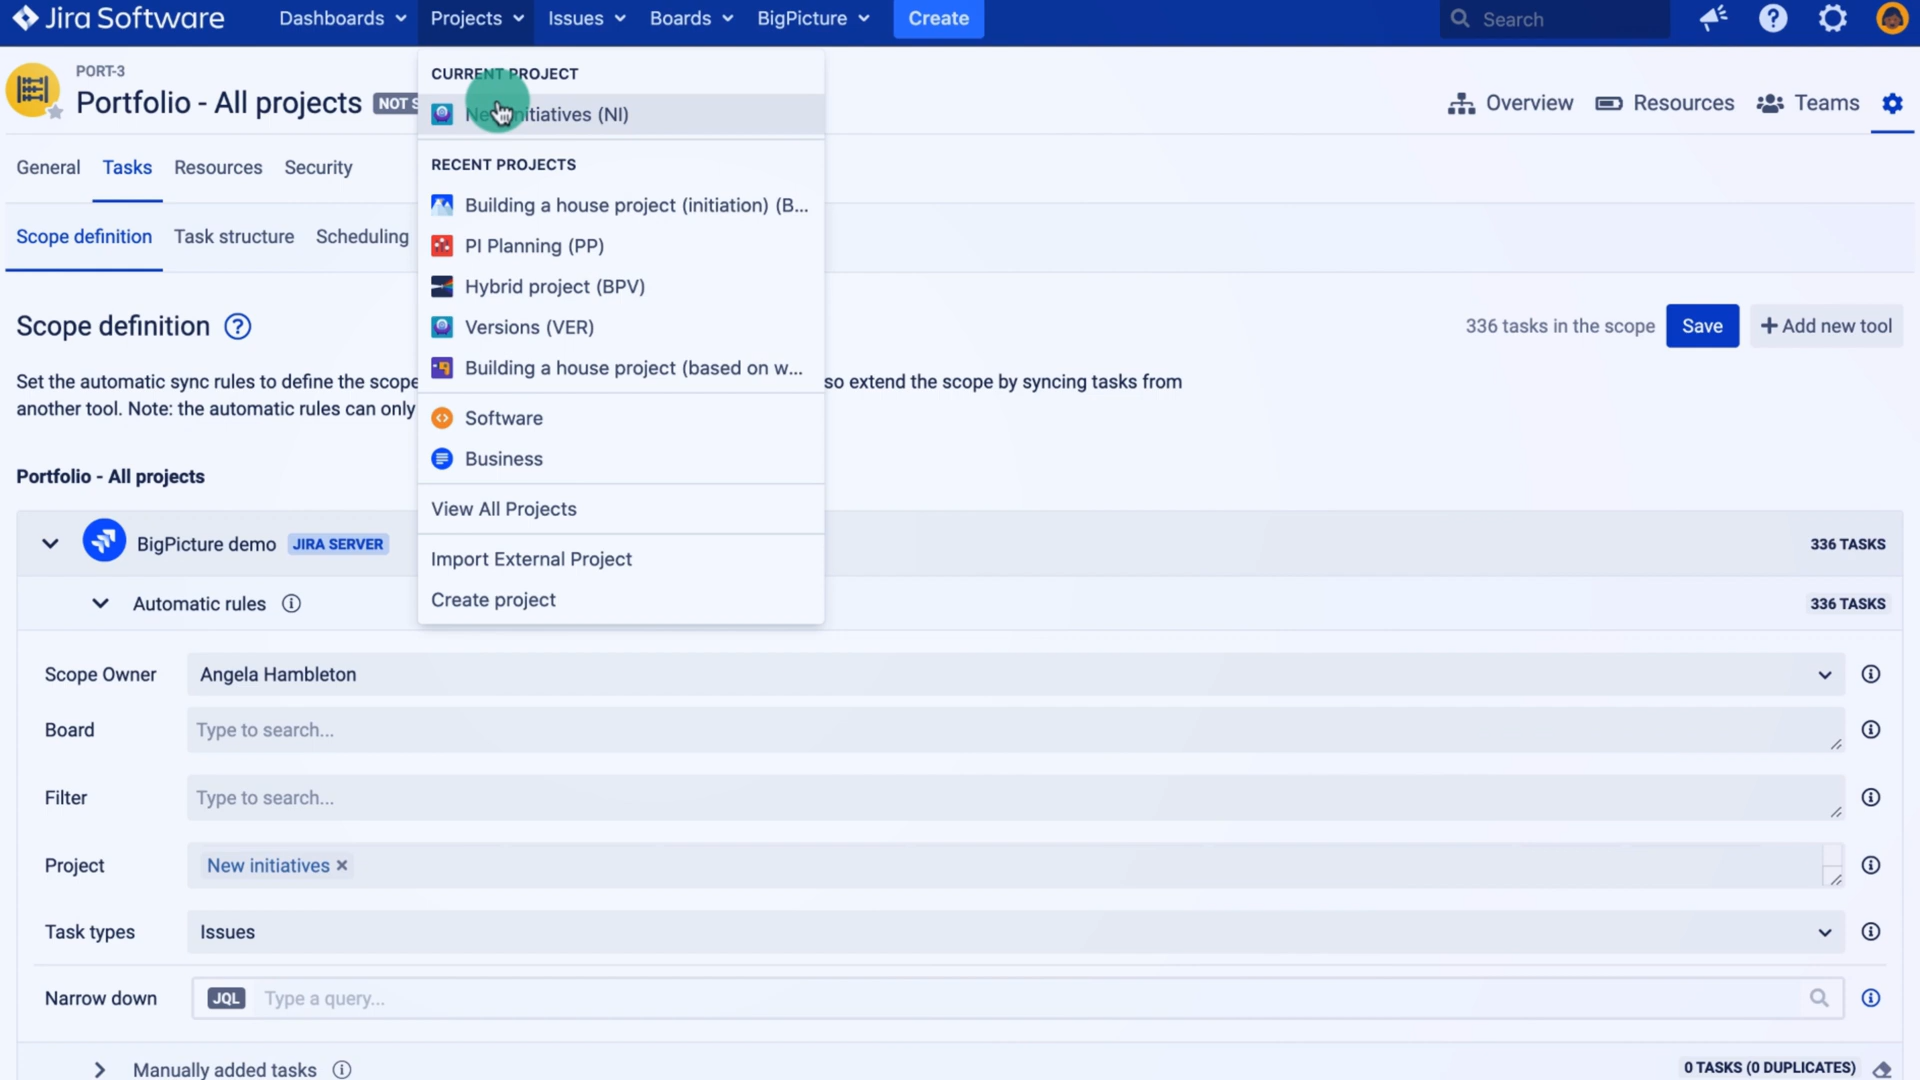 Jira Software
Dashboards
Projects
Issues
Boards
BigPicture
Create
Search
PORT-3
Portfolio - All projects
NOT S
Overview
Resources
Teams
General
Tasks
Resources
Security
Scope definition
Task structure
Scheduling
CURRENT PROJECT
(NI)
RECENT PROJECTS
Building a house project (initiation) (B...
PI Planning (PP)
Hybrid project (BPV)
Versions (VER)
Building a house project (based on w...
Software
Business
View All Projects
Import External Project
Create project
Scope definition
336 tasks in the scope
Save
Add new tool
Set the automatic sync rules to define the scope so extend the scope by syncing tasks from
another tool. Note: the automatic rules can only
Portfolio - All projects
BigPicture demo
JIRA SERVER
336 TASKS
Automatic rules
336 TASKS
Scope Owner
Angela Hambleton
Board
Type to search...
Filter
Type to search...
Project
New initiatives
Task types
Issues
Narrow down
JQL
Type a query...
Manually added tasks
0 TASKS (0 DUPLICATES)